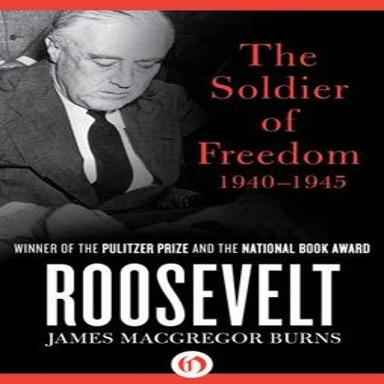 The
Soldier
of
Freedom
1940–1945
WINNER OF THE PULITZER PRIZE AND THE NATIONAL BOOK AWARD
ROOSEVELT
JAMES MACGREGOR BURNS